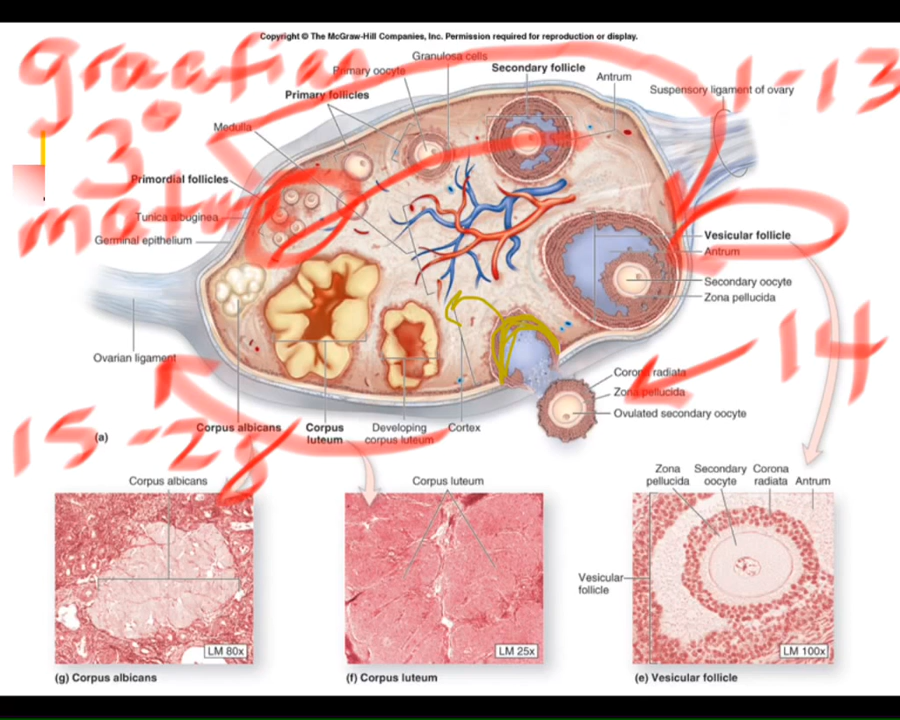 Copyright © The McGraw-Hill Companies, Inc. Permission required for reproduction or display.
graafian
3°
1-13
Granulosa cells
Primary oocyte
Secondary follicle
Antrum
Primary follicles
Suspensory ligament of ovary
Medulla
Primordial follicles
Tunica albuginea
Germinal epithelium
Vesicular follicle
Antrum
Secondary oocyte
Zona pellucida
14
Ovarian ligament
Corona radiata
Zona pellucida
Ovulated secondary oocyte
15-28
(a)
Corpus albicans
Corpus
luteum
Developing
corpus luteum
Cortex
Corpus albicans
Corpus luteum
Zona
pellucida
Secondary
oocyte
Corona
radiata
Antrum
Vesicular
follicle
LM 80x
LM 25x
LM 100x
(g) Corpus albicans
(f) Corpus luteum
(e) Vesicular follicle